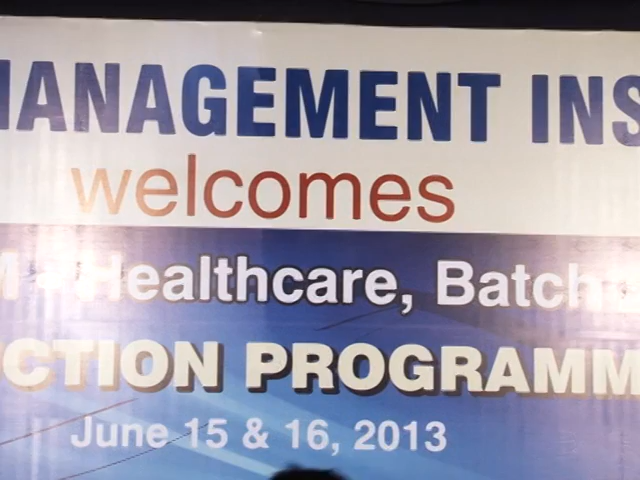 MANAGEMENT INS
welcomes
M - Healthcare, Batch
CTION PROGRAMM
June 15 & 16, 2013